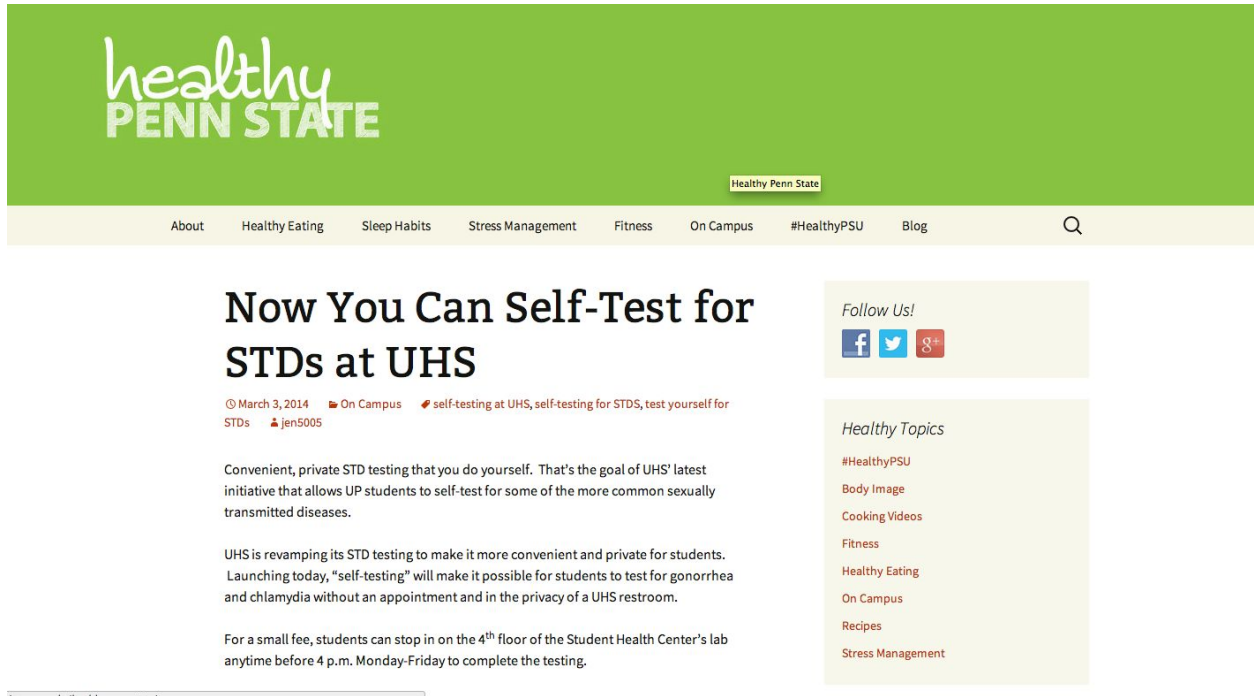 healthy
PENN STATE
Healthy Penn State
About Healthy Eating Sleep Habits Stress Management Fitness On Campus #HealthyPSU Blog
Now You Can Self-Test for
STDs at UHS
March 3, 2014 On Campus self-testing at UHS, self-testing for STDS, test yourself for
STDs jen5005
Convenient, private STD testing that you do yourself.  That's the goal of UHS' latest
initiative that allows UP students to self-test for some of the more common sexually
transmitted diseases.
UHS is revamping its STD testing to make it more convenient and private for students.
Launching today, “self-testing” will make it possible for students to test for gonorrhea
and chlamydia without an appointment and in the privacy of a UHS restroom.
For a small fee, students can stop in on the 4th floor of the Student Health Center's lab
anytime before 4 p.m. Monday-Friday to complete the testing.
Follow Us!
f
g+
Healthy Topics
#HealthyPSU
Body Image
Cooking Videos
Fitness
Healthy Eating
On Campus
Recipes
Stress Management